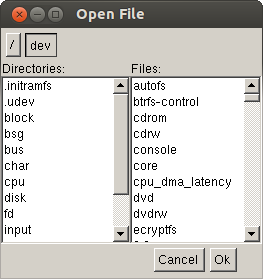 Open File
/ dev
Directories:
.initramfs
.udev
block
bsg
bus
char
cpu
disk
fd
input
Files:
autofs
btrfs-control
cdrom
cdrw
console
core
cpu_dma_latency
dvd
dvdrw
ecryptfs
Cancel Ok